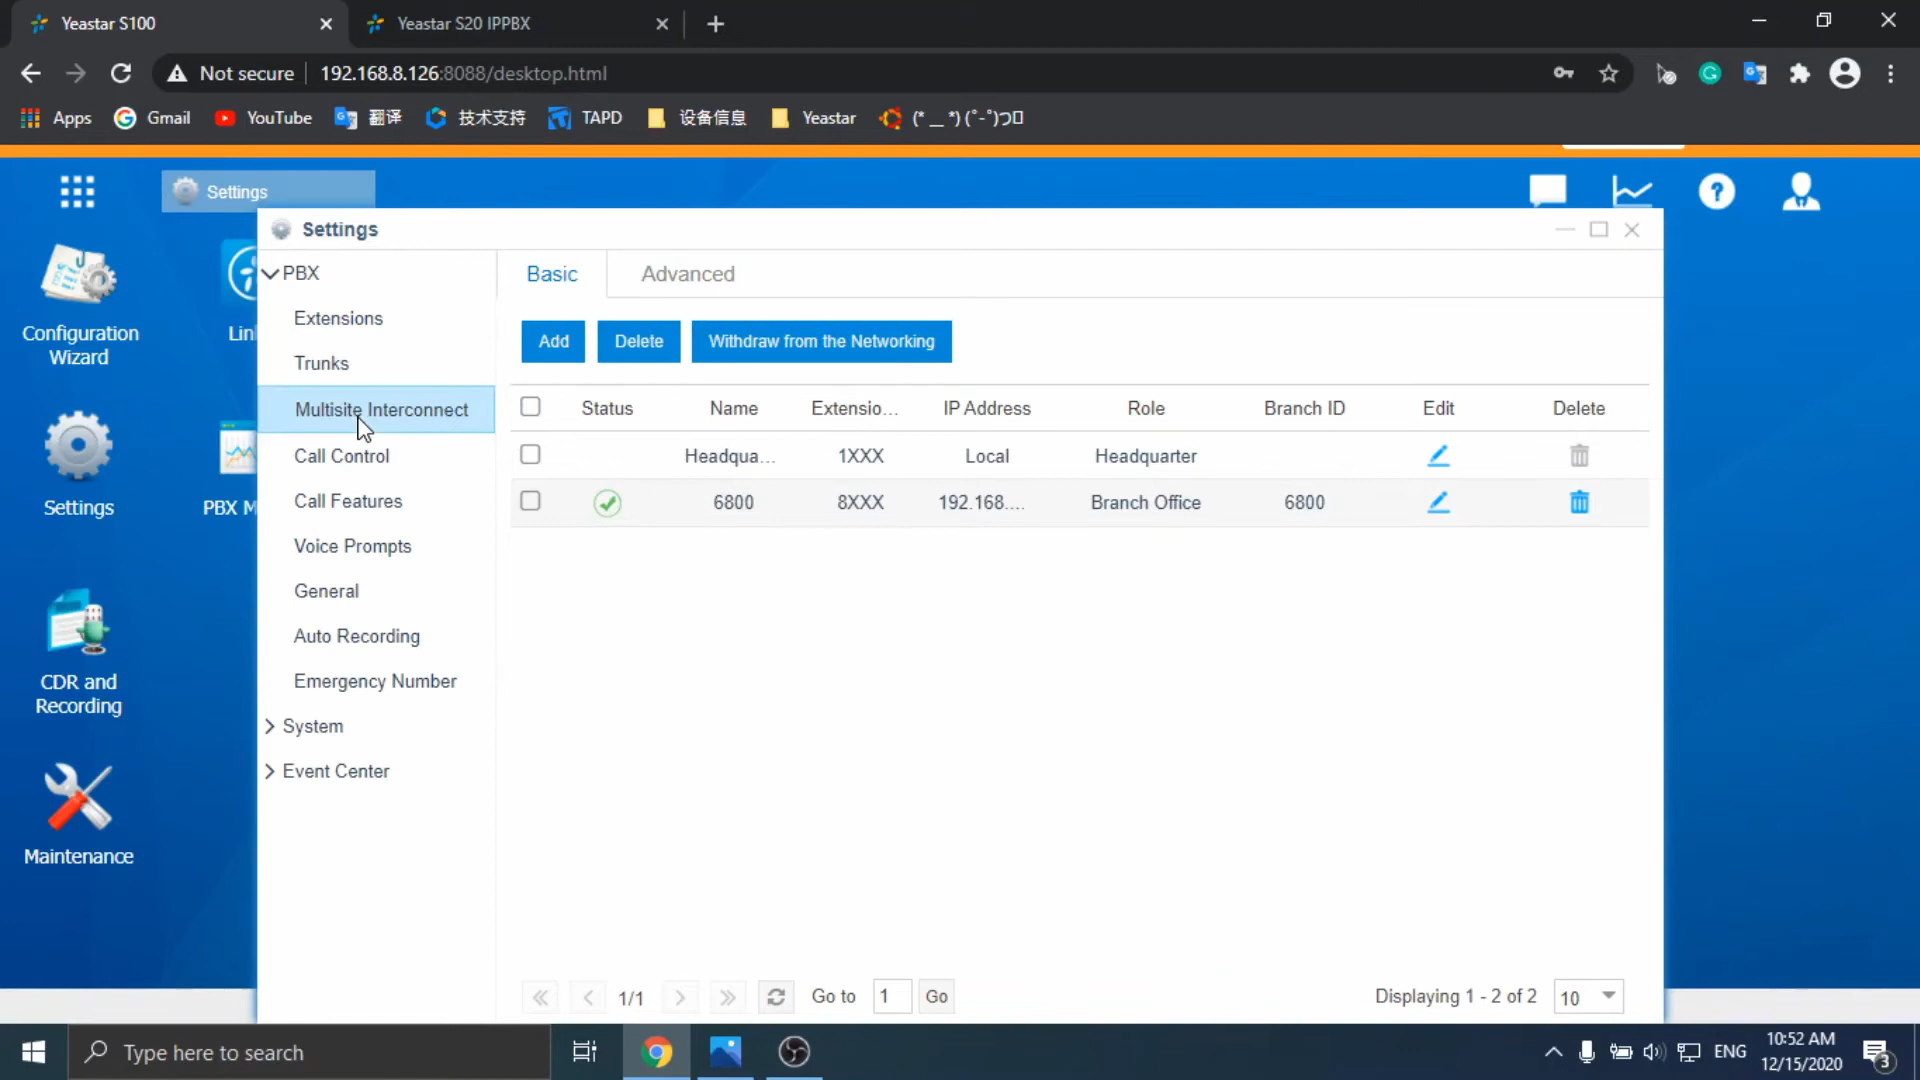 Yeastar S100
Yeastar S20 IPPBX
Not secure
192.168.8.126:8088/desktop.html
Apps
Gmail
YouTube
翻译
技术支持
TAPD
设备信息
Yeastar
Settings
Settings
PBX
Extensions
Trunks
Multisite Interconnect
Call Control
Call Features
Voice Prompts
General
Auto Recording
Emergency Number
System
Event Center
Configuration
Wizard
Settings
CDR and
Recording
Maintenance
Lin
PBX M
Basic
Advanced
Add
Delete
Withdraw from the Networking
Status Name Extensio... IP Address Role Branch ID Edit Delete
Headqua... 1XXX Local Headquarter
6800 8XXX 192.168.... Branch Office 6800
1/1
Go to 1 Go
Displaying 1 - 2 of 2 10
Type here to search
ENG
10:52 AM
12/15/2020
3